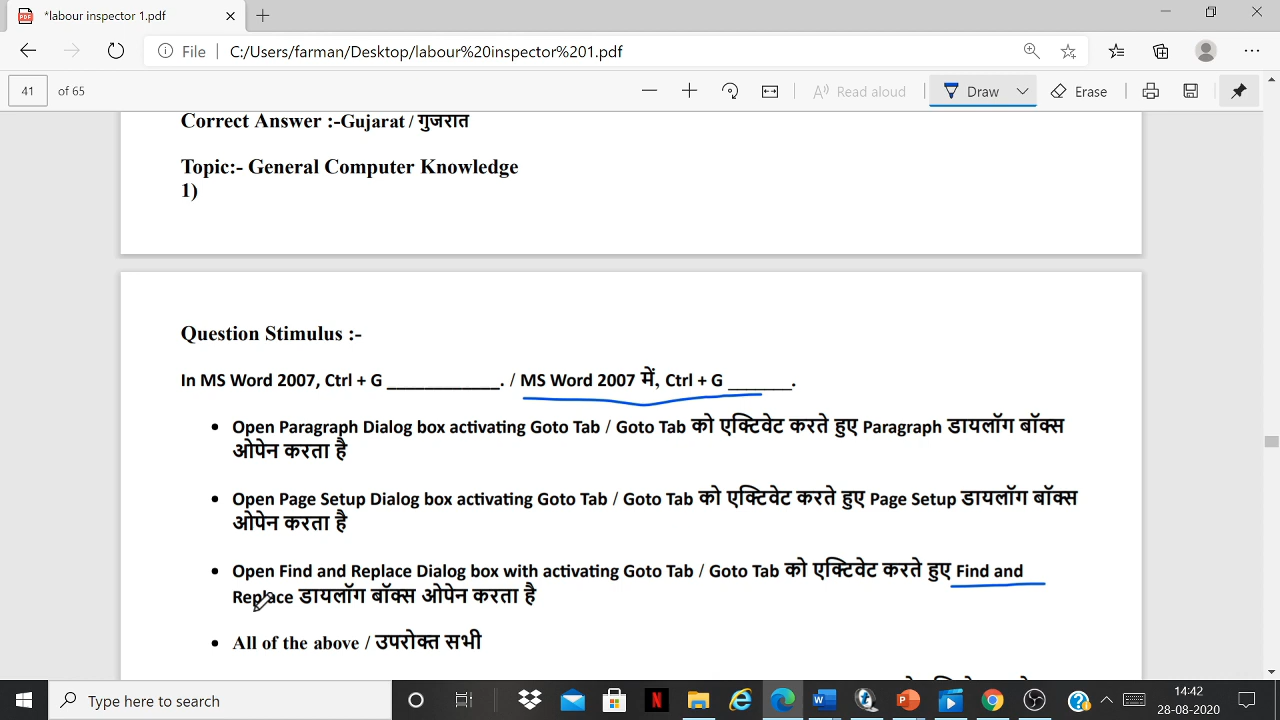 *labour inspector 1.pdf
File | C:/Users/farman/Desktop/labour%20inspector%201.pdf
41 of 65 Read aloud Draw Erase
Correct Answer :-Gujarat / गुजरात
Topic:- General Computer Knowledge
1)
Question Stimulus :-
In MS Word 2007, Ctrl + G _____________. / MS Word 2007 में, Ctrl + G _______.
• Open Paragraph Dialog box activating Goto Tab / Goto Tab को एक्टिवेट करते हुए Paragraph डायलॉग बॉक्स
ओपेन करता है
• Open Page Setup Dialog box activating Goto Tab / Goto Tab को एक्टिवेट करते हुए Page Setup डायलॉग बॉक्स
ओपेन करता है
• Open Find and Replace Dialog box with activating Goto Tab / Goto Tab को एक्टिवेट करते हुए Find and
Replace डायलॉग बॉक्स ओपेन करता है
• All of the above / उपरोक्त सभी
Type here to search
14:42
28-08-2020